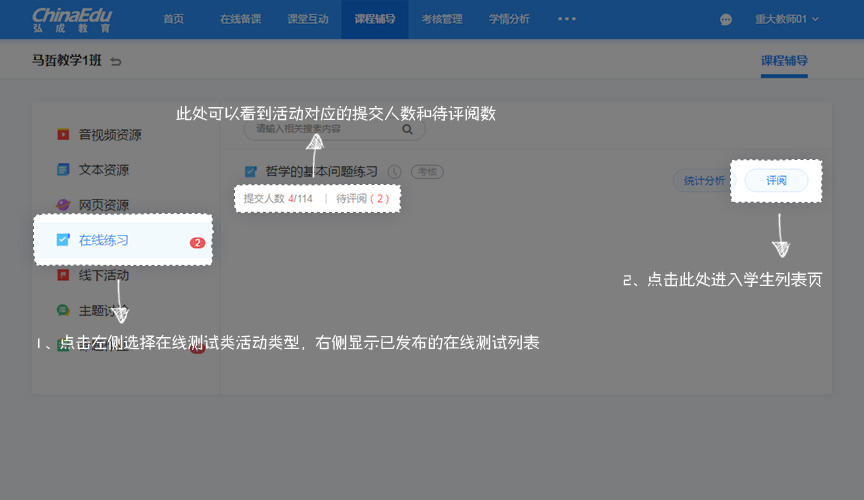 ChinaEdu
弘成教育
首页 在线备课 课堂互动 课程辅导 考核管理 学情分析 重大教师01
马哲教学1班 课程辅导
此处可以看到活动对应的提交人数和待评阅数
音视频资源 请输入相关搜索内容
文本资源 哲学的基本问题练习 考核
统计分析 评阅
网页资源 提交人数 4/114 待评阅（2）
在线练习 2
线下活动
2、点击此处进入学生列表页
主题讨论
1、点击左侧选择在线测试类活动类型，右侧显示已发布的在线测试列表